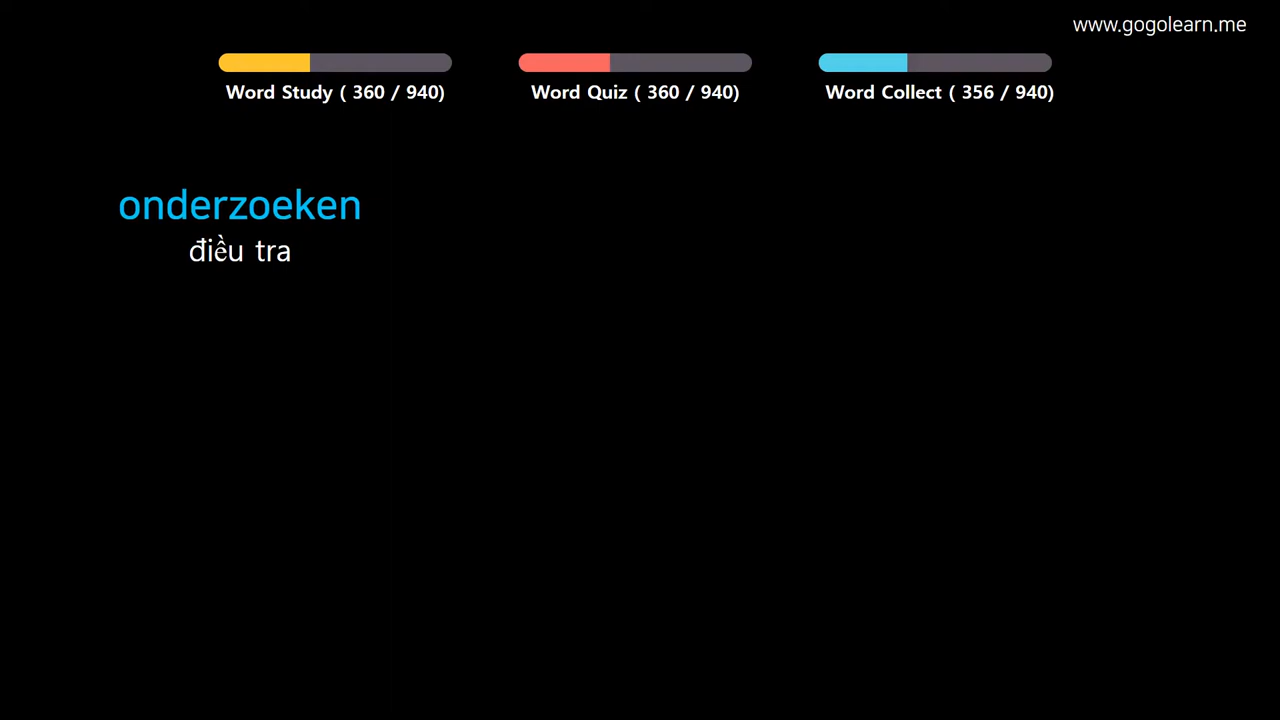 www.gogolearn.me
Word Study ( 360 / 940)
Word Quiz ( 360 / 940)
Word Collect ( 356 / 940)
onderzoeken
điều tra